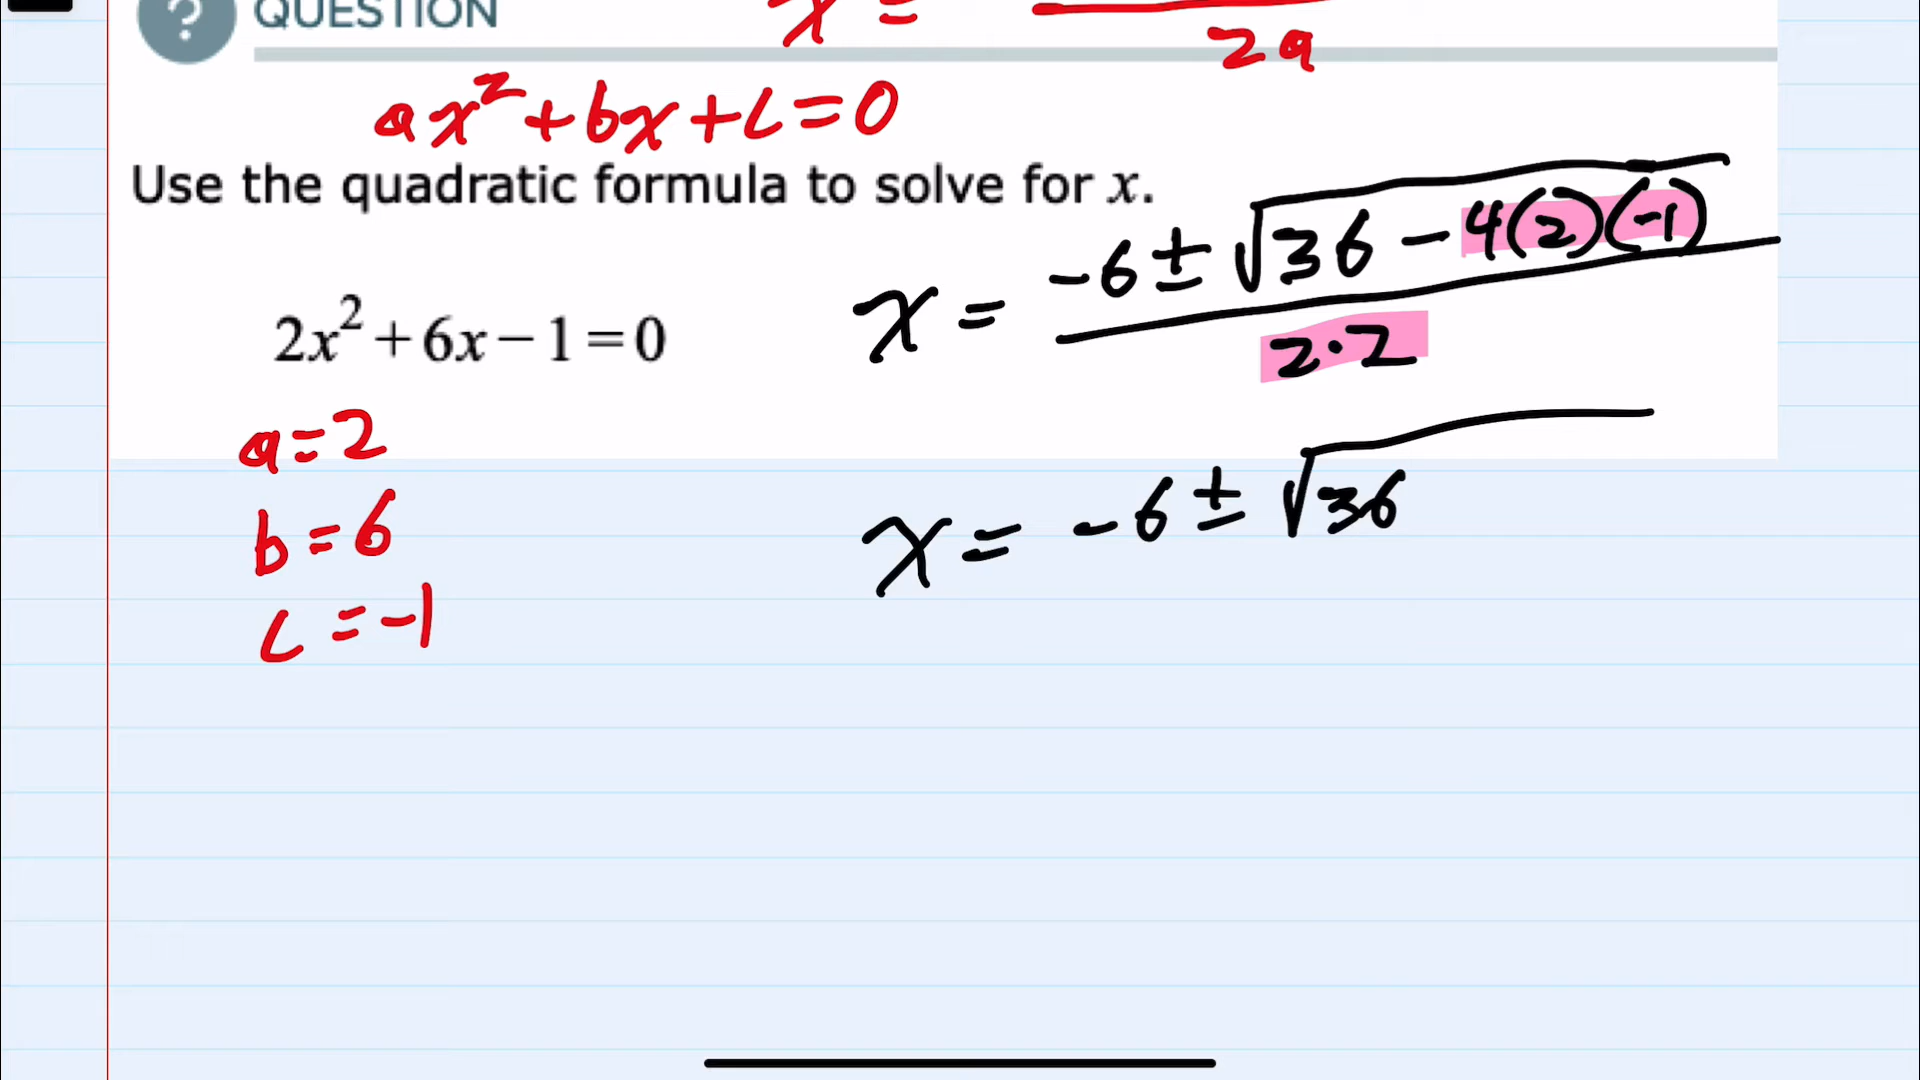 ? QUESTION
x =
2a
ax² + bx + c = 0
Use the quadratic formula to solve for x.
x = -6 ± √36 - 4(2)(-1)
2·2
2x² + 6x − 1 = 0
a = 2
x = -6 ± √36
b = 6
c = -1